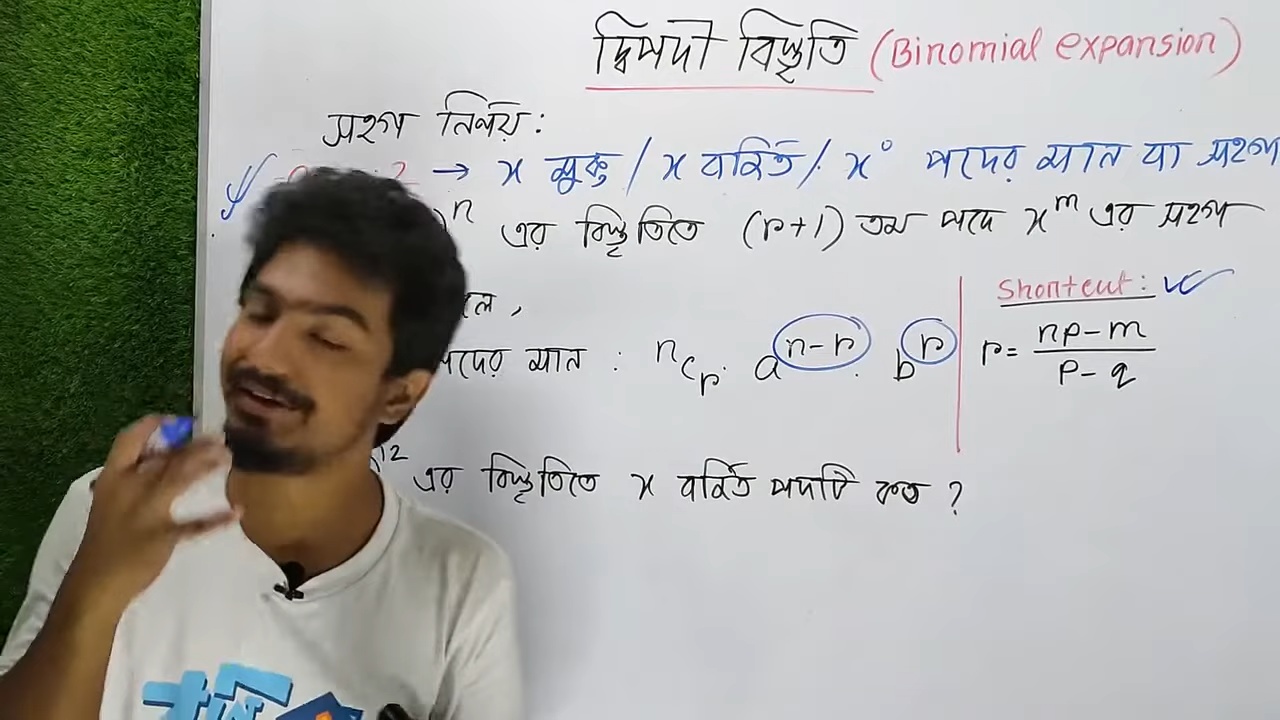 দ্বিপদী বিস্তৃতি (Binomial expansion)
সহগ নির্ণয়:
→ x মুক্ত / x বর্জিত / x° পদের মান বা সহগ
n এর বিস্তৃতিতে (r+1) তম পদে x^m এর সহগ
Shortcut:
পদের মান : nCr. a^n-r. b^r
r = np-m / p-q
12 এর বিস্তৃতিতে x বর্জিত পদটি কত ?